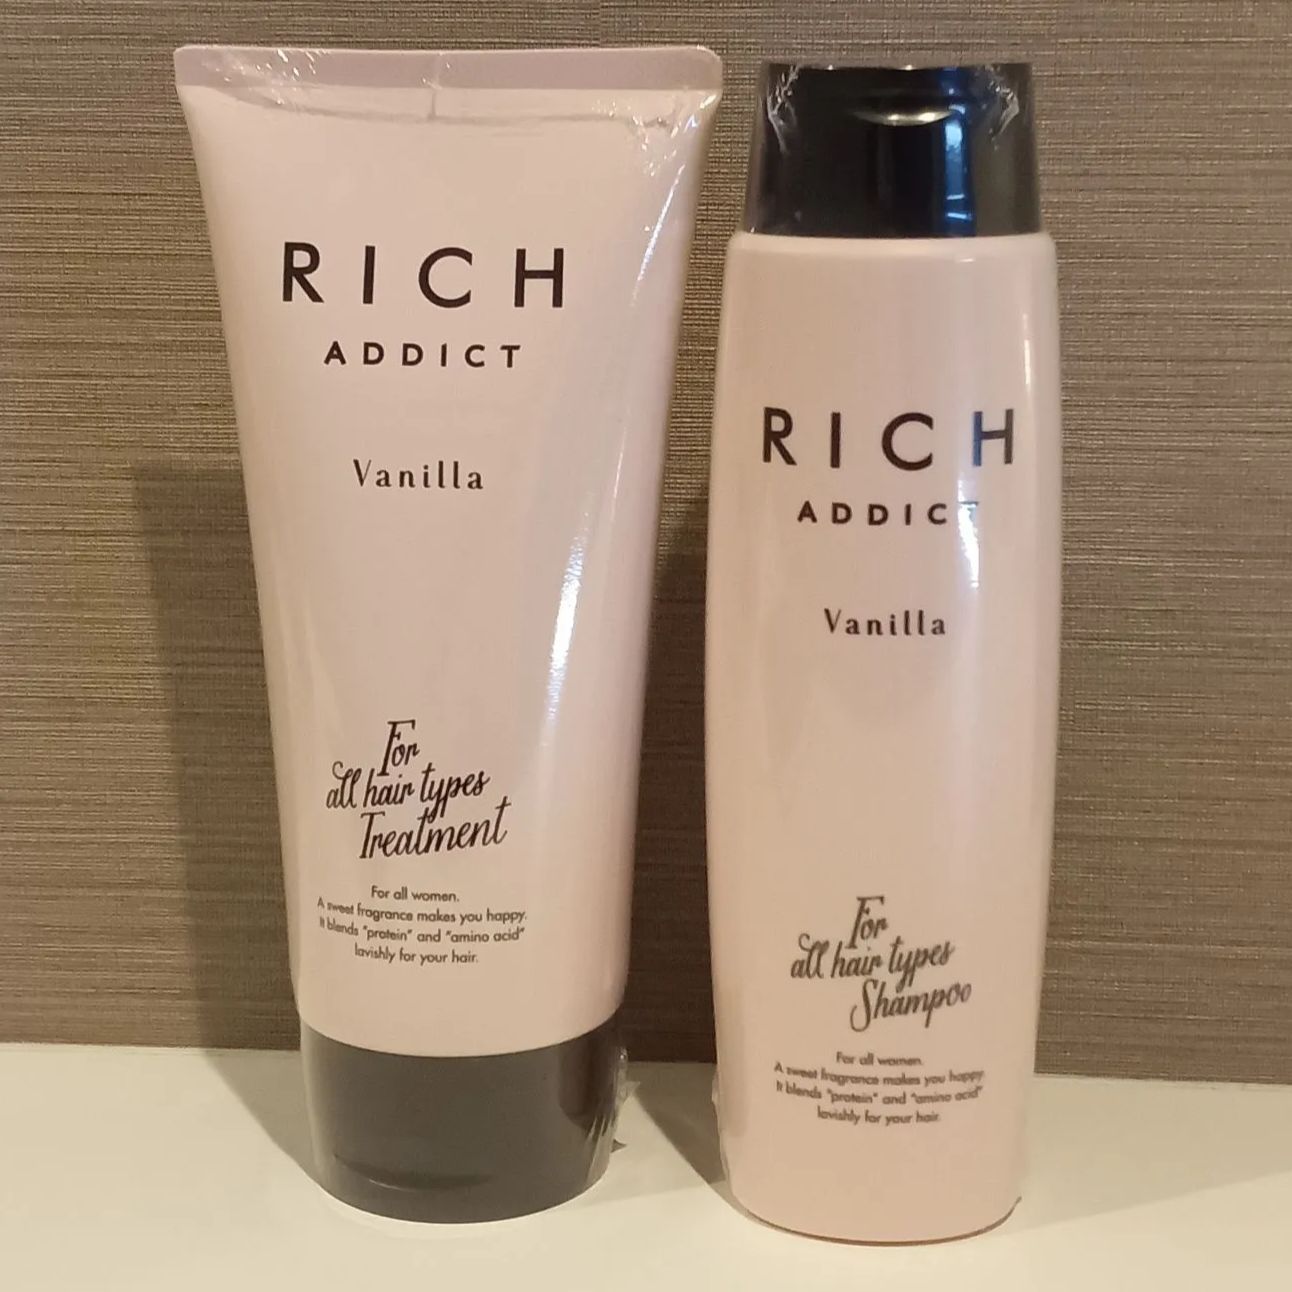 RICH
ADDICT
Vanilla
For
all hair types
Treatment
For all women.
A sweet fragrance makes you happy.
It blends "protein" and "amino acid"
lavishly for your hair.
RICH
ADDICT
Vanilla
For
all hair types
Shampoo
For all women.
A sweet fragrance makes you happy.
It blends "protein" and "amino acid"
lavishly for your hair.